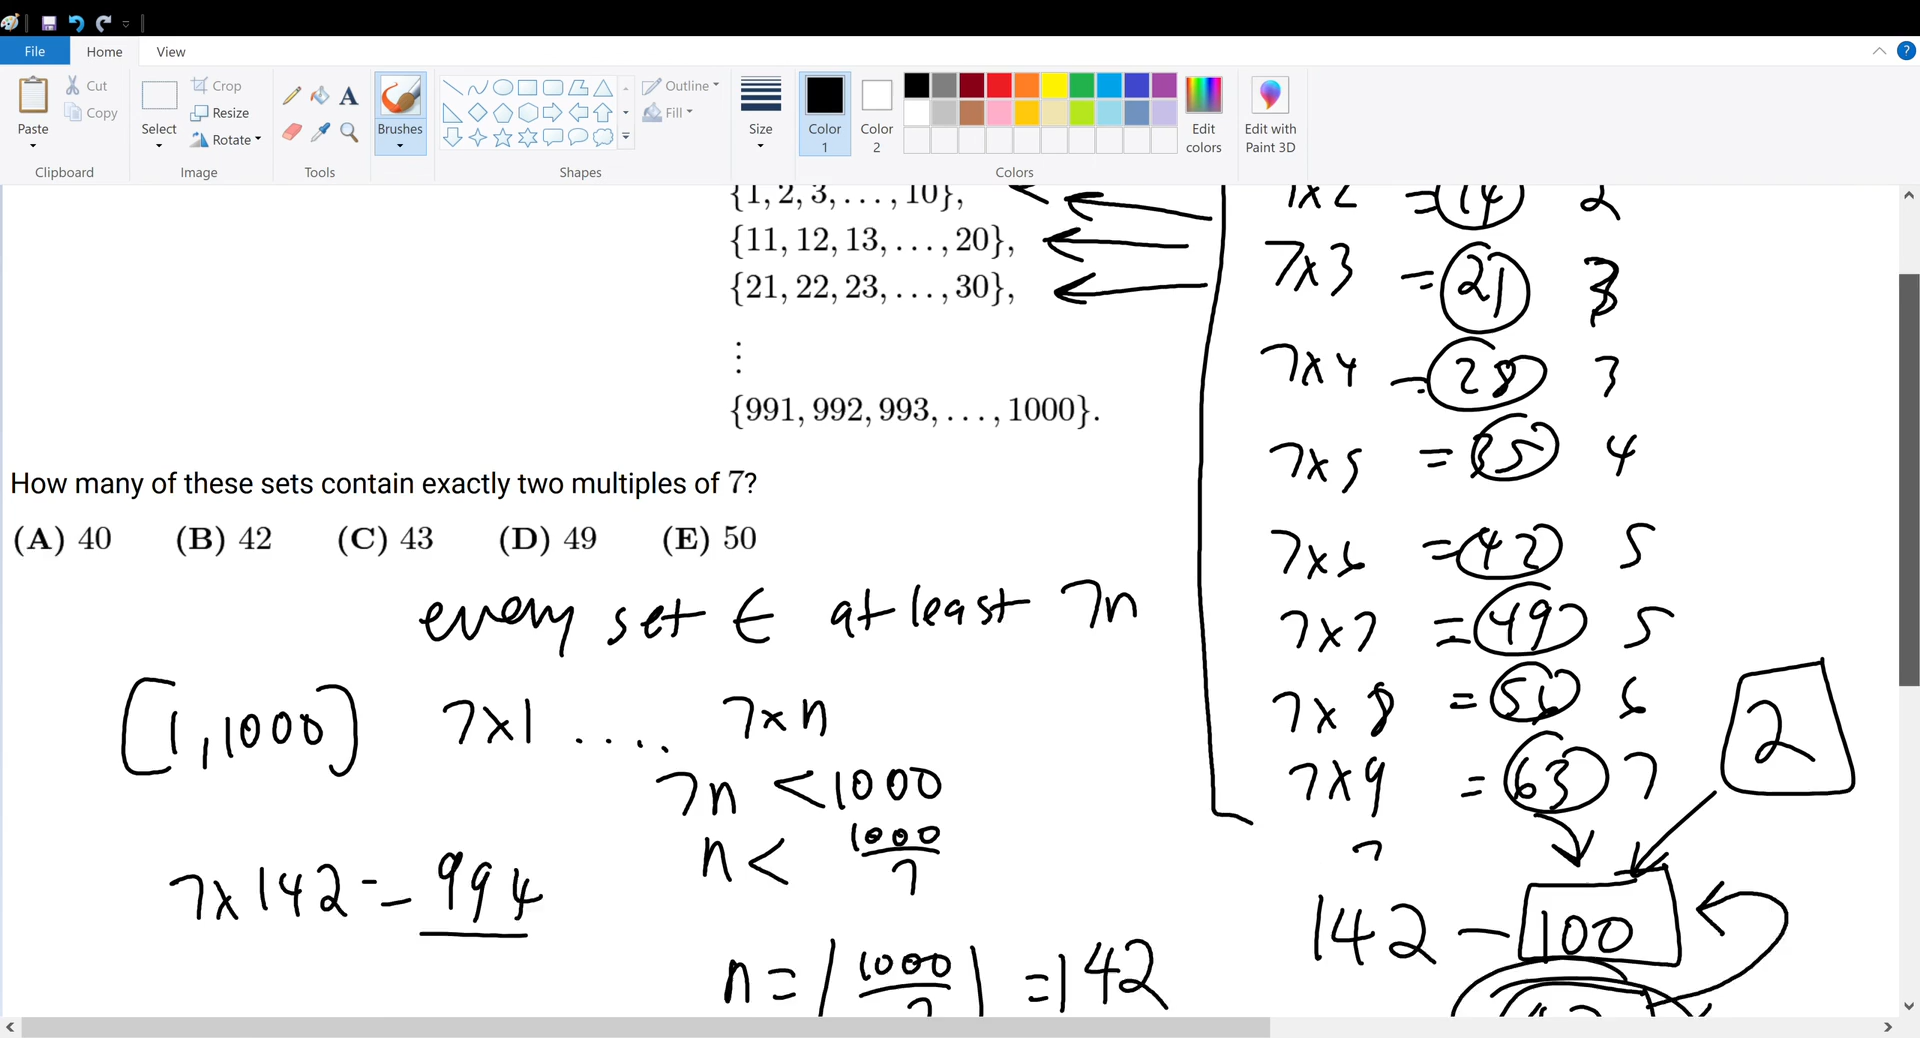 File Home View
Paste
Cut
Copy
Clipboard
Select
Crop
Resize
Rotate
Image
Tools
Brushes
Shapes
Outline
Fill
Size
Color 1
Color 2
Edit colors
Edit with Paint 3D
Colors
{1, 2, 3, . . . , 10},
{11, 12, 13, . . . , 20},
{21, 22, 23, . . . , 30},
⋮
{991, 992, 993, . . . , 1000}.
How many of these sets contain exactly two multiples of 7?
(A) 40 (B) 42 (C) 43 (D) 49 (E) 50
every set ∈ at least 7n
[1,1000] 7x1 .... 7xn
7n <1000
n< 1000/7
7x142 = 994
n = |1000/7| =142
7x2 =14 2
7x3 =21 3
7x4 =28 3
7x5 =35 4
7x6 =42 5
7x7 =49 5
7x8 =56 6
7x9 =63 7
2
142 - 100